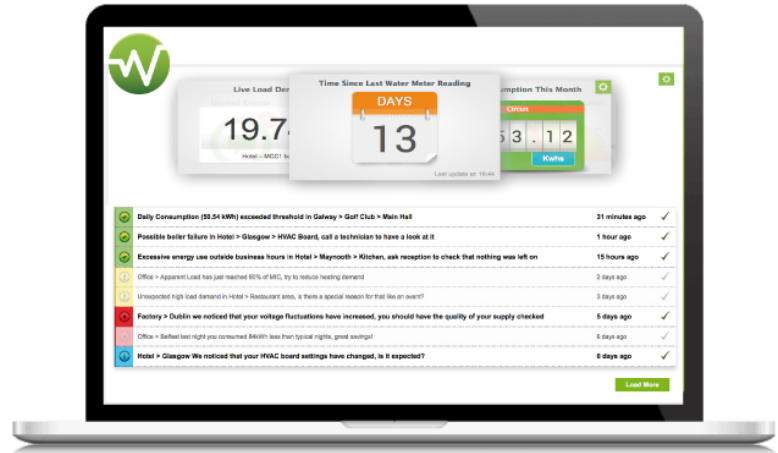 Live Load Dem
Time Since Last Water Meter Reading
mption This Month
DAYS
13
Last update at: 16:44
19.7
Hotel – MCC1
Circuit
3.12
Kwhs
Daily Consumption (50.54 kWh) exceeded threshold in Galway > Golf Club > Main Hall
31 minutes ago
Possible boiler failure in Hotel > Glasgow > HVAC Board, call a technician to have a look at it
1 hour ago
Excessive energy use outside business hours in Hotel > Maynooth > Kitchen, ask reception to check that nothing was left on
15 hours ago
Office > Apparent Load has just reached 80% of MIC, try to reduce heating demand
2 days ago
Unexpected high load demand in Hotel > Restaurant area, is there a special reason for that like an event?
3 days ago
Factory > Dublin we noticed that your voltage fluctuations have increased, you should have the quality of your supply checked
5 days ago
Office > Belfast last night you consumed 84kWh less than typical nights, great savings!
6 days ago
Hotel > Glasgow We noticed that your HVAC board settings have changed, is it expected?
6 days ago
Load More